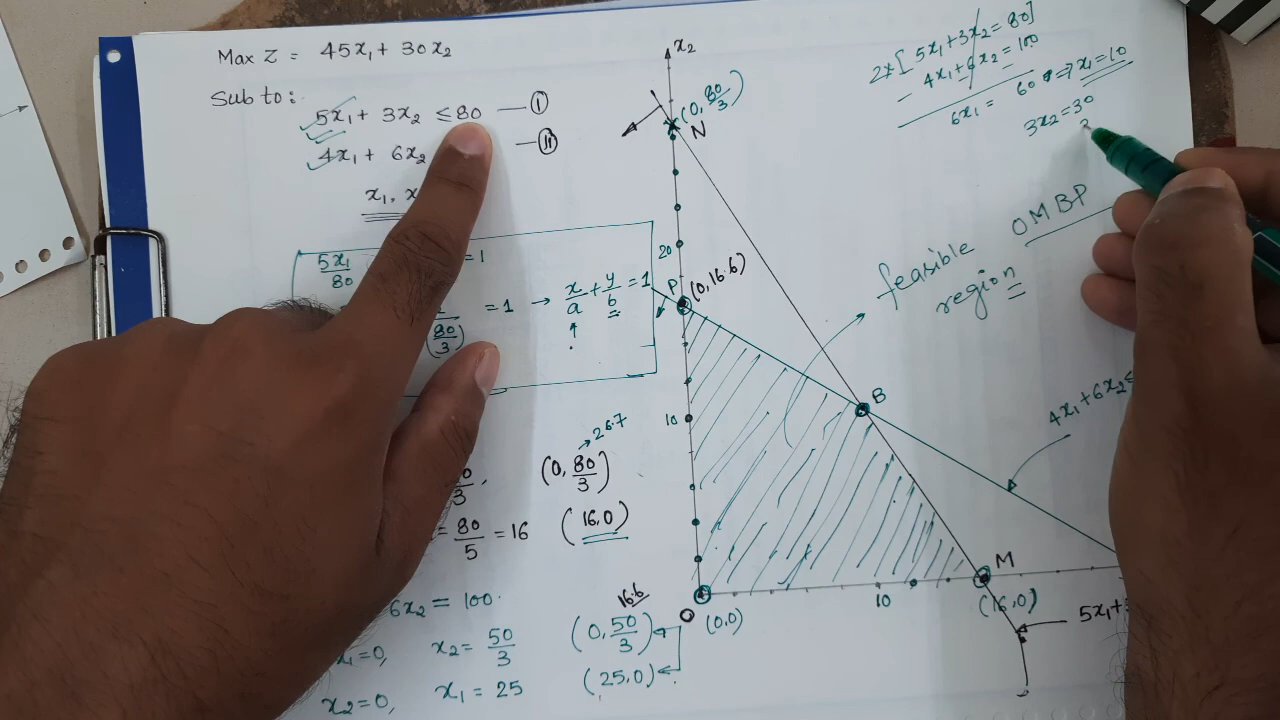 Max Z = 45x₁ + 30x₂
Sub to:
5x₁ + 3x₂ ≤ 80 — Ⓘ
4x₁ + 6x₂ — Ⓘ Ⓘ
x₁, x
5x₁/80 = 1
(80/3) = 1 → x/a + y/b = 1
/3, (0, 80/3) → 26.7
= 80/5 = 16 (16,0)
6x₂ = 100.
x₁=0, x₂ = 50/3 (0, 50/3) 16.6
x₂=0, x₁ = 25 (25,0)
x₂
(0, 80/3)
N
20
P (0,16.6)
10
B
M
(16,0)
10
O (0,0)
feasible region
OMBP
4x₁+6x₂≤
5x₁+
2*[5x₁+3x₂=80]
- 4x₁+6x₂=100
6x₁ = 60 ⇒ x₁=10
3x₂=30